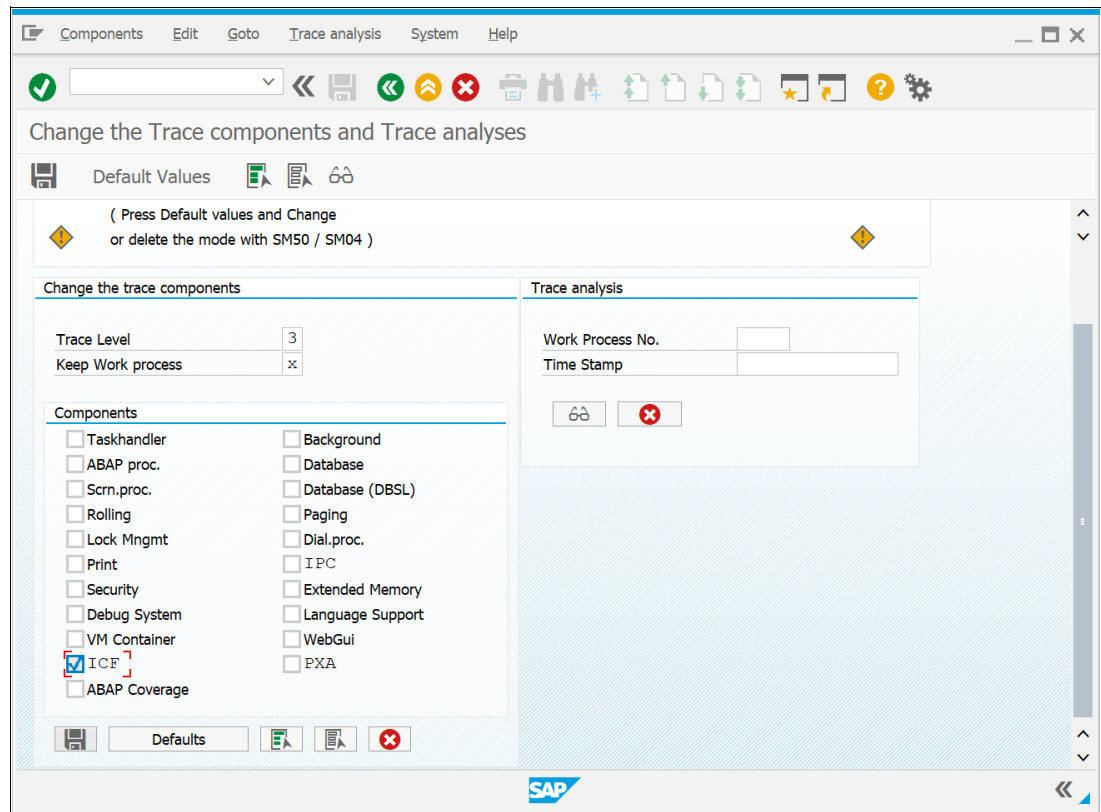 Components Edit Goto Trace analysis System Help
Change the Trace components and Trace analyses
Default Values
( Press Default values and Change
or delete the mode with SM50 / SM04 )
Change the trace components
Trace Level 3
Keep Work process x
Components
Taskhandler Background
ABAP proc. Database
Scrn.proc. Database (DBSL)
Rolling Paging
Lock Mngmt Dial.proc.
Print IPC
Security Extended Memory
Debug System Language Support
VM Container WebGui
ICF PXA
ABAP Coverage
Defaults
Trace analysis
Work Process No.
Time Stamp
SAP